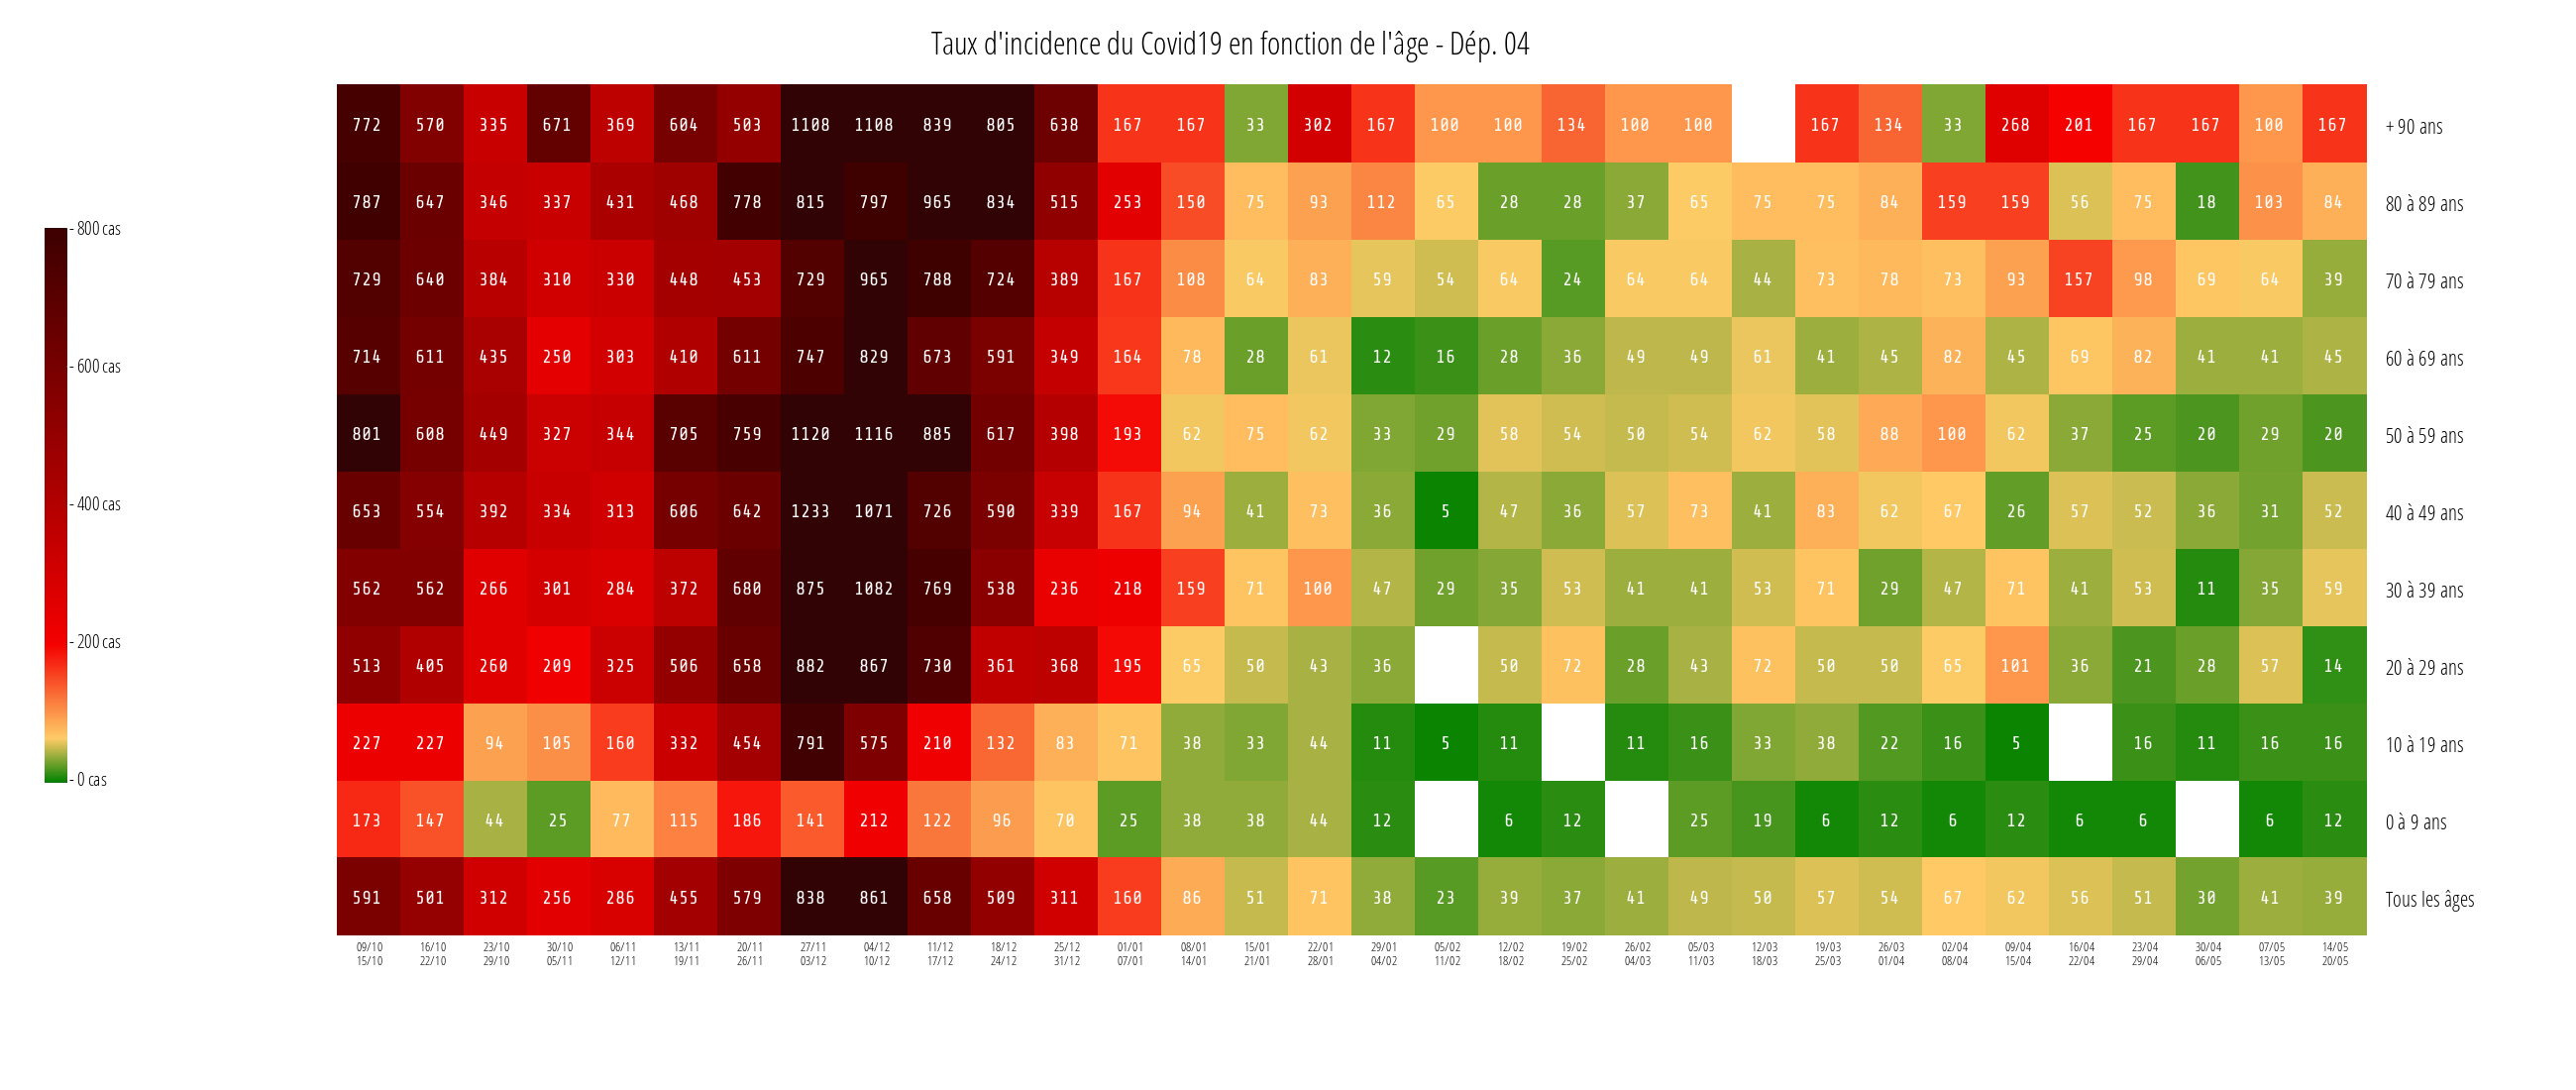 Taux d'incidence du Covid19 en fonction de l'âge - Dép. 04
- 800 cas
- 600 cas
- 400 cas
- 200 cas
- 0 cas
772 570 335 671 369 604 503 1108 1108 839 805 638 167 167 33 302 167 100 100 134 100 100 167 134 33 268 201 167 167 100 167 + 90 ans
787 647 346 337 431 468 778 815 797 965 834 515 253 150 75 93 112 65 28 28 37 65 75 75 84 159 159 56 75 18 103 84 80 à 89 ans
729 640 384 310 330 448 453 729 965 788 724 389 167 108 64 83 59 54 64 24 64 64 44 73 78 73 93 157 98 69 64 39 70 à 79 ans
714 611 435 250 303 410 611 747 829 673 591 349 164 78 28 61 12 16 28 36 49 49 61 41 45 82 45 69 82 41 41 45 60 à 69 ans
801 608 449 327 344 705 759 1120 1116 885 617 398 193 62 75 62 33 29 58 54 50 54 62 58 88 100 62 37 25 20 29 20 50 à 59 ans
653 554 392 334 313 606 642 1233 1071 726 590 339 167 94 41 73 36 5 47 36 57 73 41 83 62 67 26 57 52 36 31 52 40 à 49 ans
562 562 266 301 284 372 680 875 1082 769 538 236 218 159 71 100 47 29 35 53 41 41 53 71 29 47 71 41 53 11 35 59 30 à 39 ans
513 405 260 209 325 506 658 882 867 730 361 368 195 65 50 43 36 50 72 28 43 72 50 50 65 101 36 21 28 57 14 20 à 29 ans
227 227 94 105 160 332 454 791 575 210 132 83 71 38 33 44 11 5 11 11 16 33 38 22 16 5 16 11 16 16 10 à 19 ans
173 147 44 25 77 115 186 141 212 122 96 70 25 38 38 44 12 6 12 25 19 6 12 6 12 6 6 6 12 0 à 9 ans
591 501 312 256 286 455 579 838 861 658 509 311 160 86 51 71 38 23 39 37 41 49 50 57 54 67 62 56 51 30 41 39 Tous les âges
09/10 16/10 23/10 30/10 06/11 13/11 20/11 27/11 04/12 11/12 18/12 25/12 01/01 08/01 15/01 22/01 29/01 05/02 12/02 19/02 26/02 05/03 12/03 19/03 26/03 02/04 09/04 16/04 23/04 30/04 07/05 14/05
15/10 22/10 29/10 05/11 12/11 19/11 26/11 03/12 10/12 17/12 24/12 31/12 07/01 14/01 21/01 28/01 04/02 11/02 18/02 25/02 04/03 11/03 18/03 25/03 01/04 08/04 15/04 22/04 29/04 06/05 13/05 20/05